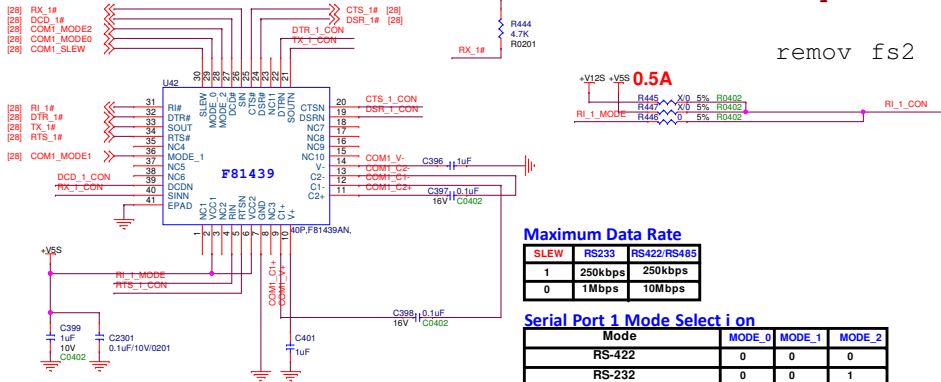 [28] RX_1#
[28] DCD_1#
[28] COM1_MODE2
[28] COM1_MODE0
[28] COM1_SLEW
CTS_1# [28]
DSR_1# [28]
DTR_1_CON
TX_1_CON
R444
4.7K
R0201
RX_1#
remov fs2
+V12S +V5S 0.5A
R445 X/0 5% R0402
R447 X/0 5% R0402
RI_1_MODE R446 0 5% R0402
RI_1_CON
U42
30 29 28 27 26 25 24 23 22 21
SLEW MODE_0 MODE_2 DCD# SIN CTS# DSR# NC11 DTRN SOUTN
[28] RI_1# 31 RI#
[28] DTR_1# 32 DTR#
[28] TX_1# 33 SOUT
[28] RTS_1# 34 RTS#
35 NC4
[28] COM1_MODE1 36 MODE_1
37 NC5
38 NC6
DCD_1_CON 39 DCDN
RX_1_CON 40 SINN
41 EPAD
F81439
CTSN 20 CTS_1_CON
DSRN 19 DSR_1_CON
NC7 18
NC8 17
NC9 16
NC10 15
V- 14 COM1_V-
C2- 13 COM1_C2-
C1- 12 COM1_C1-
C2+ 11 COM1_C2+
C396 1uF
C397 0.1uF
16V C0402
NC1 VCC1 NC2 RIN RTSN VCC2 GND NC3 C1+ V+
1 2 3 4 5 6 7 8 9 10
40P,F81439AN,
COM1_C1+
COM1_V+
+V5S
RI_1_MODE
RTS_1_CON
C399
1uF
10V
C0402
C2301
0.1uF/10V/0201
C398 0.1uF
16V C0402
C401
1uF
Maximum Data Rate
SLEW RS233 RS422/RS485
1 250kbps 250kbps
0 1Mbps 10Mbps
Serial Port 1 Mode Select i on
Mode MODE_0 MODE_1 MODE_2
RS-422 0 0 0
RS-232 0 0 1